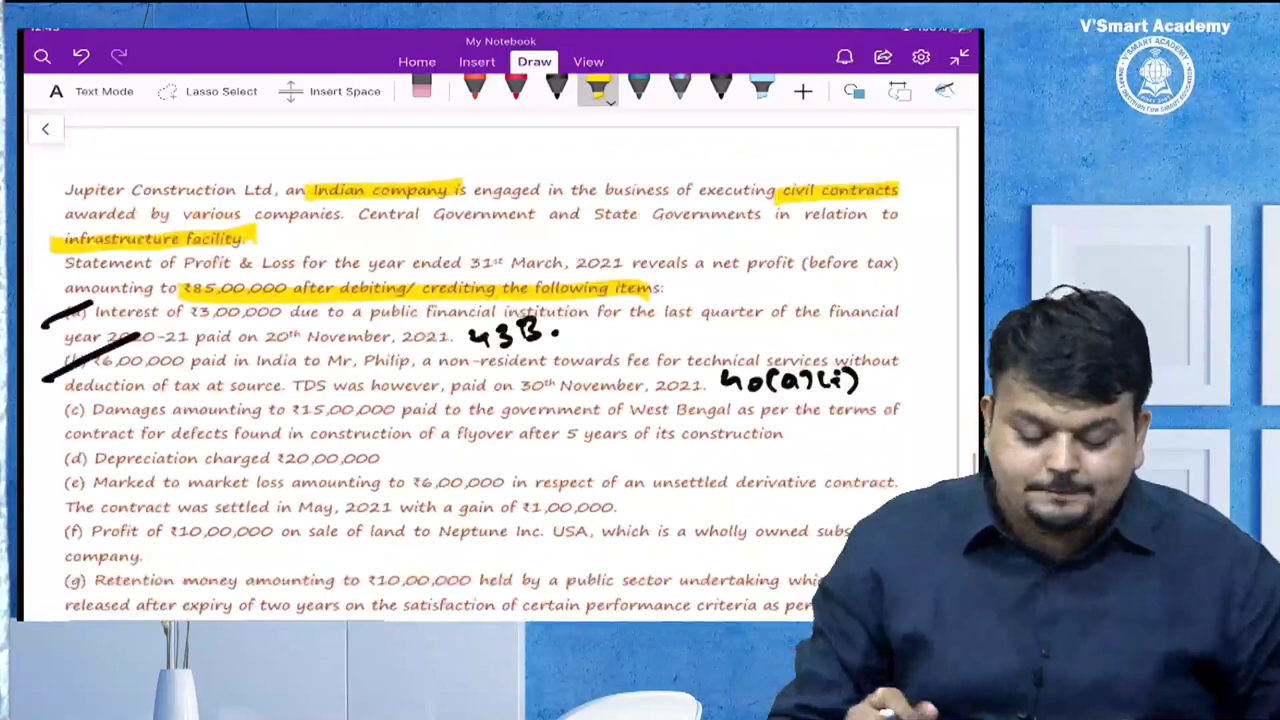 V'Smart Academy
My Notebook
Home Insert Draw View
Text Mode Lasso Select Insert Space
Jupiter Construction Ltd, an Indian company is engaged in the business of executing civil contracts
awarded by various companies. Central Government and State Governments in relation to
infrastructure facility.
Statement of Profit & Loss for the year ended 31st March, 2021 reveals a net profit (before tax)
amounting to ₹85,00,000 after debiting/ crediting the following items:
(a) Interest of ₹3,00,000 due to a public financial institution for the last quarter of the financial
year 2020-21 paid on 20th November, 2021. 43B.
(b) ₹6,00,000 paid in India to Mr, Philip, a non-resident towards fee for technical services without
deduction of tax at source. TDS was however, paid on 30th November, 2021. 40(a)(i)
(c) Damages amounting to ₹15,00,000 paid to the government of West Bengal as per the terms of
contract for defects found in construction of a flyover after 5 years of its construction
(d) Depreciation charged ₹20,00,000
(e) Marked to market loss amounting to ₹6,00,000 in respect of an unsettled derivative contract.
The contract was settled in May, 2021 with a gain of ₹1,00,000.
(f) Profit of ₹10,00,000 on sale of land to Neptune Inc. USA, which is a wholly owned
company.
(g) Retention money amounting to ₹10,00,000 held by a public sector undertaking
released after expiry of two years on the satisfaction of certain performance criteria as per